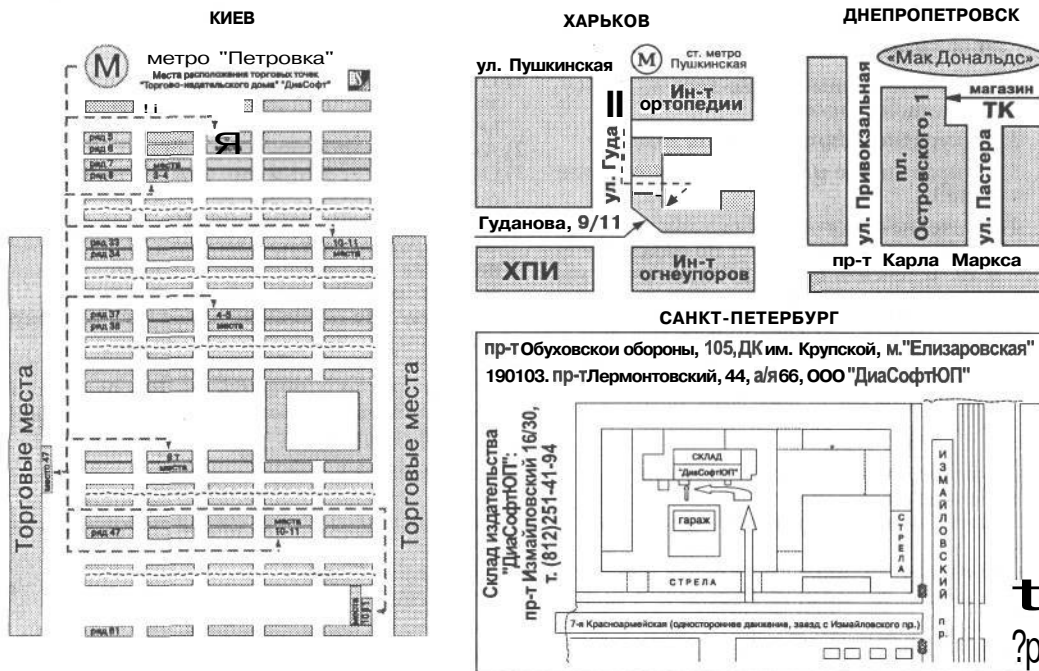 КИЕВ
метро "Петровка"
М
Места расположения торговых точек
"Торгово-издательского дома" "ДиаСофт"
ряд 5
ряд 6
Я
ряд 7
ряд 8
места
3-4
ряд 33
ряд 34
10-11
места
ряд 37
ряд 38
4-5
места
места
место 47
ряд 47
места
10-11
места
ряд 81
Торговые места
Торговые места
ХАРЬКОВ
ул. Пушкинская
М
ст. метро
Пушкинская
Ин-т
ортопедии
ул. Гуда
Гуданова, 9/11
ХПИ
Ин-т
огнеупоров
ДНЕПРОПЕТРОВСК
«МакДональдс»
магазин
ТК
ул. Привокзальная
пл.
Островского, 1
ул. Пастера
пр-т Карла Маркса
САНКТ-ПЕТЕРБУРГ
пр-т Обуховскои обороны, 105, ДК им. Крупской, м."Елизаровская"
190103. пр-т Лермонтовский, 44, а/я 66, ООО "ДиаСофтЮП"
Склад издательства
"ДиаСофтЮП":
пр-т Измайловский 16/30,
т. (812)251-41-94
СКЛАД
"ДиаСофтЮП"
гараж
СТРЕЛА
СТРЕЛА
ИЗМАЙЛОВСКИЙ пр.
7-я Красноармейская (одностороннее движение, заезд с Измайловского пр.)
t
?р